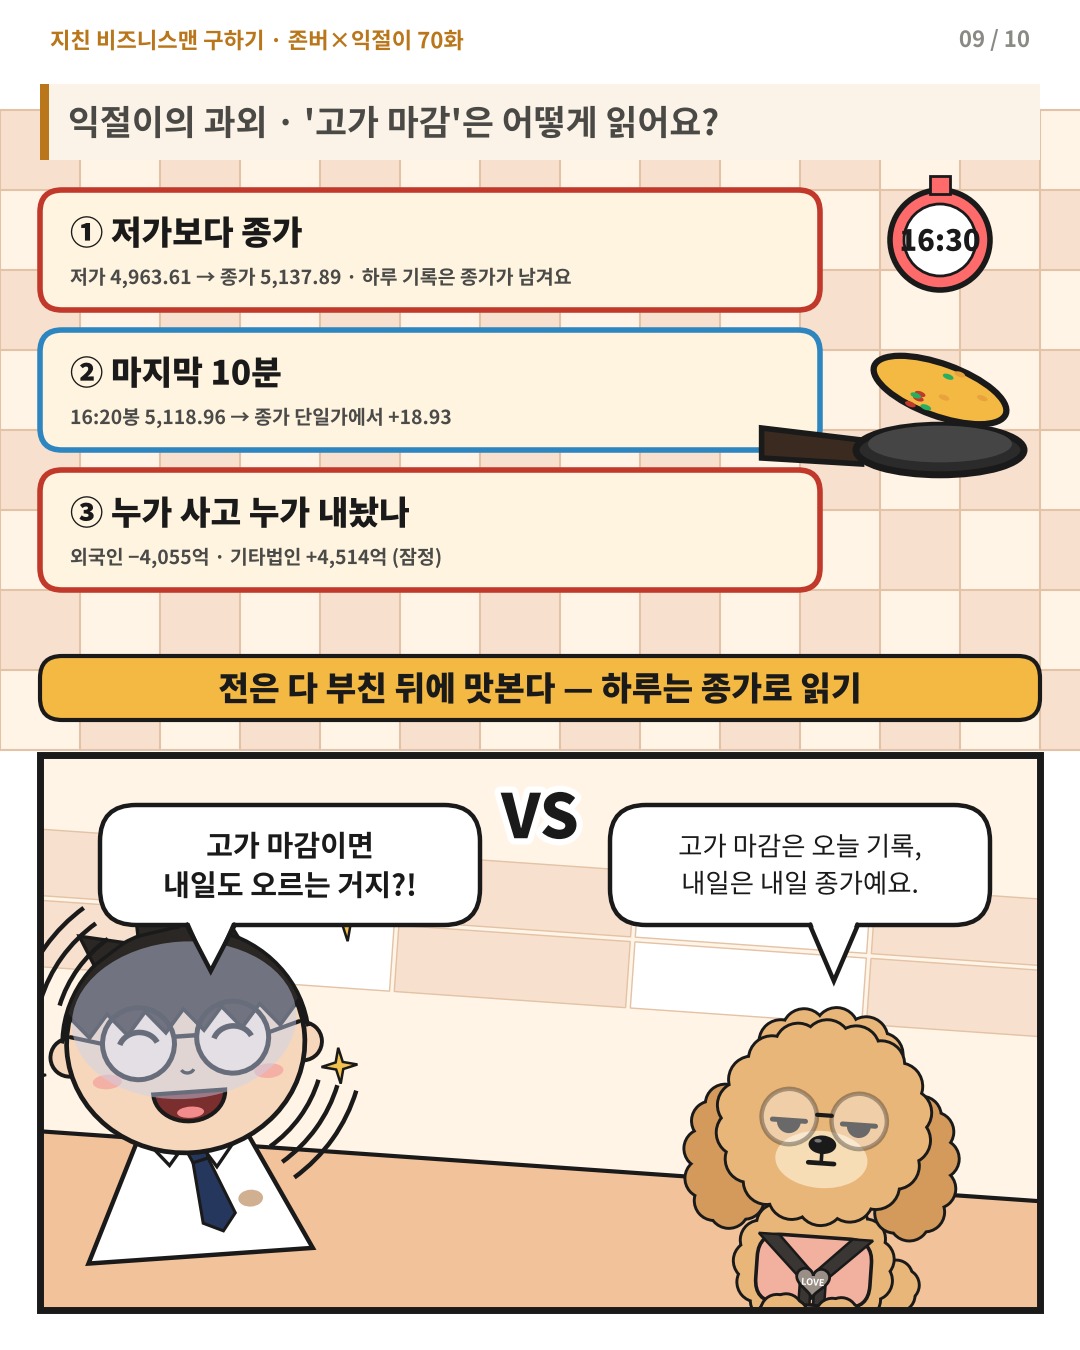 지친 비즈니스맨 구하기 · 존버×익절이 70화
09 / 10
익절이의 과외 · '고가 마감'은 어떻게 읽어요?
① 저가보다 종가
저가 4,963.61 → 종가 5,137.89 · 하루 기록은 종가가 남겨요
16:30
② 마지막 10분
16:20봉 5,118.96 → 종가 단일가에서 +18.93
③ 누가 사고 누가 내놨나
외국인 −4,055억 · 기타법인 +4,514억 (잠정)
전은 다 부친 뒤에 맛본다 — 하루는 종가로 읽기
VS
고가 마감이면
내일도 오르는 거지?!
고가 마감은 오늘 기록,
내일은 내일 종가예요.
LOVE